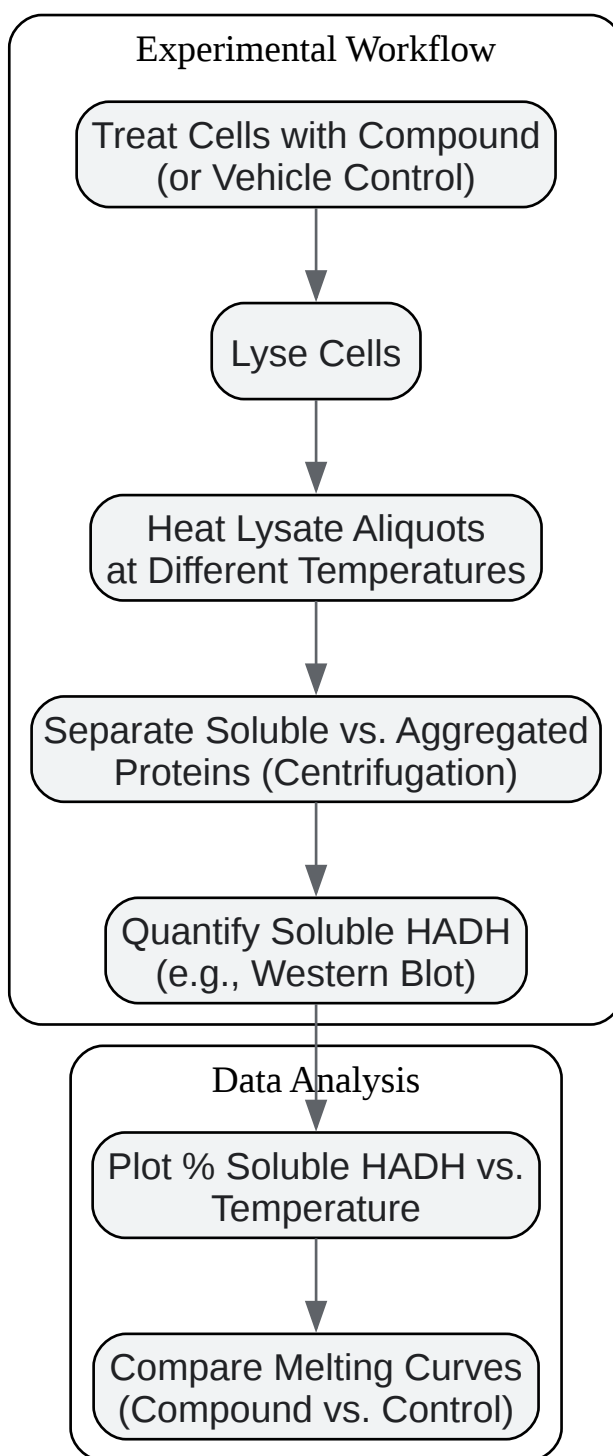 Experimental Workflow
Treat Cells with Compound
(or Vehicle Control)
Lyse Cells
Heat Lysate Aliquots
at Different Temperatures
Separate Soluble vs. Aggregated
Proteins (Centrifugation)
Quantify Soluble HADH
(e.g., Western Blot)
Data Analysis
Plot % Soluble HADH vs.
Temperature
Compare Melting Curves
(Compound vs. Control)